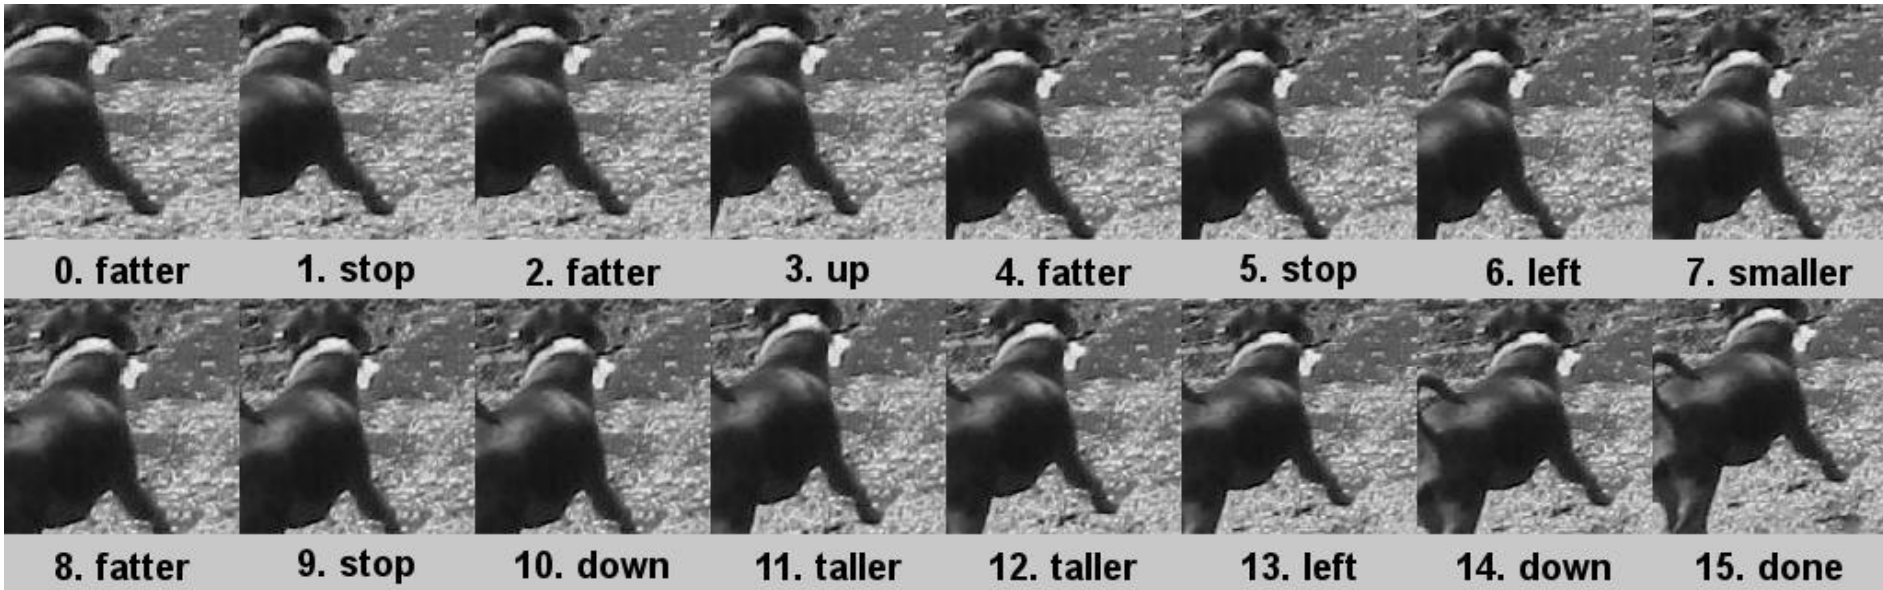 0. fatter 1. stop 2. fatter 3. up 4. fatter 5. stop 6. left 7. smaller
8. fatter 9. stop 10. down 11. taller 12. taller 13. left 14. down 15. done